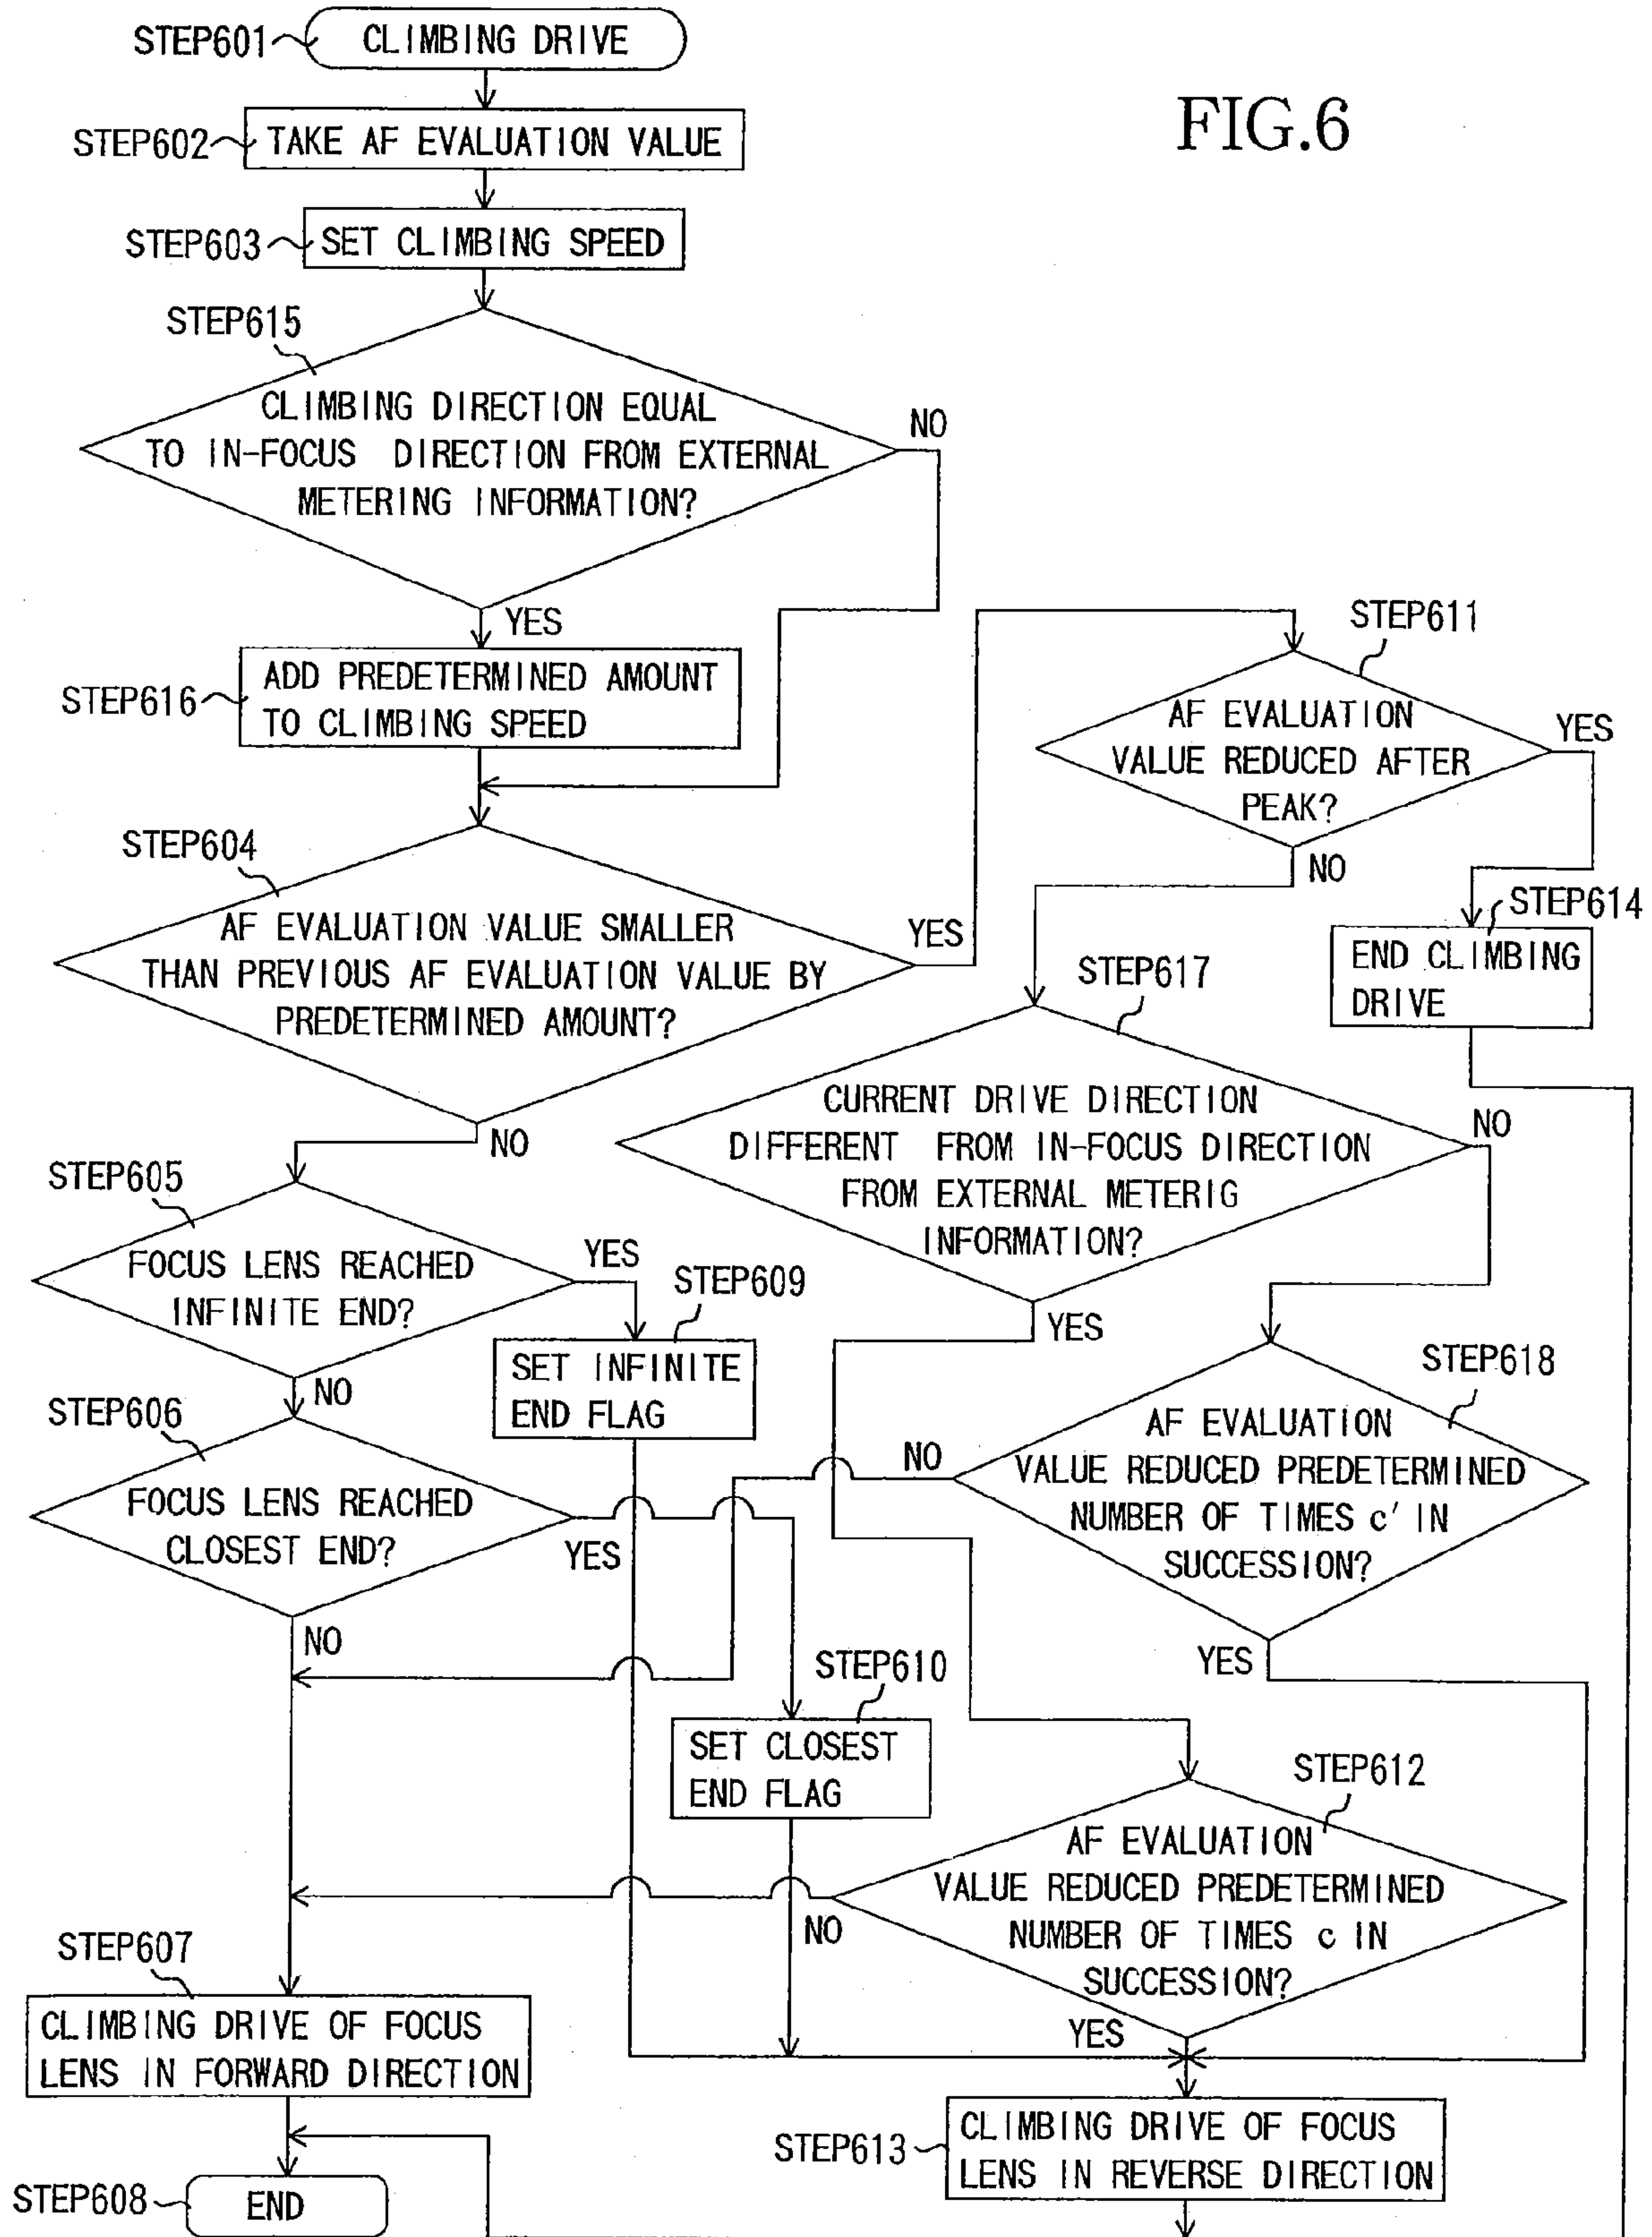 FIG.6
STEP601
CLIMBING DRIVE
STEP602
TAKE AF EVALUATION VALUE
STEP603
SET CLIMBING SPEED
STEP615
CLIMBING DIRECTION EQUAL
TO IN-FOCUS DIRECTION FROM EXTERNAL
METERING INFORMATION?
NO
YES
STEP616
ADD PREDETERMINED AMOUNT
TO CLIMBING SPEED
STEP604
AF EVALUATION VALUE SMALLER
THAN PREVIOUS AF EVALUATION VALUE BY
PREDETERMINED AMOUNT?
YES
NO
STEP611
AF EVALUATION
VALUE REDUCED AFTER
PEAK?
YES
NO
STEP614
END CLIMBING
DRIVE
STEP617
CURRENT DRIVE DIRECTION
DIFFERENT FROM IN-FOCUS DIRECTION
FROM EXTERNAL METERIG
INFORMATION?
NO
YES
STEP605
FOCUS LENS REACHED
INFINITE END?
YES
NO
STEP609
SET INFINITE
END FLAG
STEP606
FOCUS LENS REACHED
CLOSEST END?
YES
NO
STEP618
AF EVALUATION
VALUE REDUCED PREDETERMINED
NUMBER OF TIMES c' IN
SUCCESSION?
NO
YES
STEP610
SET CLOSEST
END FLAG
STEP612
AF EVALUATION
VALUE REDUCED PREDETERMINED
NUMBER OF TIMES c IN
SUCCESSION?
NO
YES
STEP607
CLIMBING DRIVE OF FOCUS
LENS IN FORWARD DIRECTION
STEP613
CLIMBING DRIVE OF FOCUS
LENS IN REVERSE DIRECTION
STEP608
END